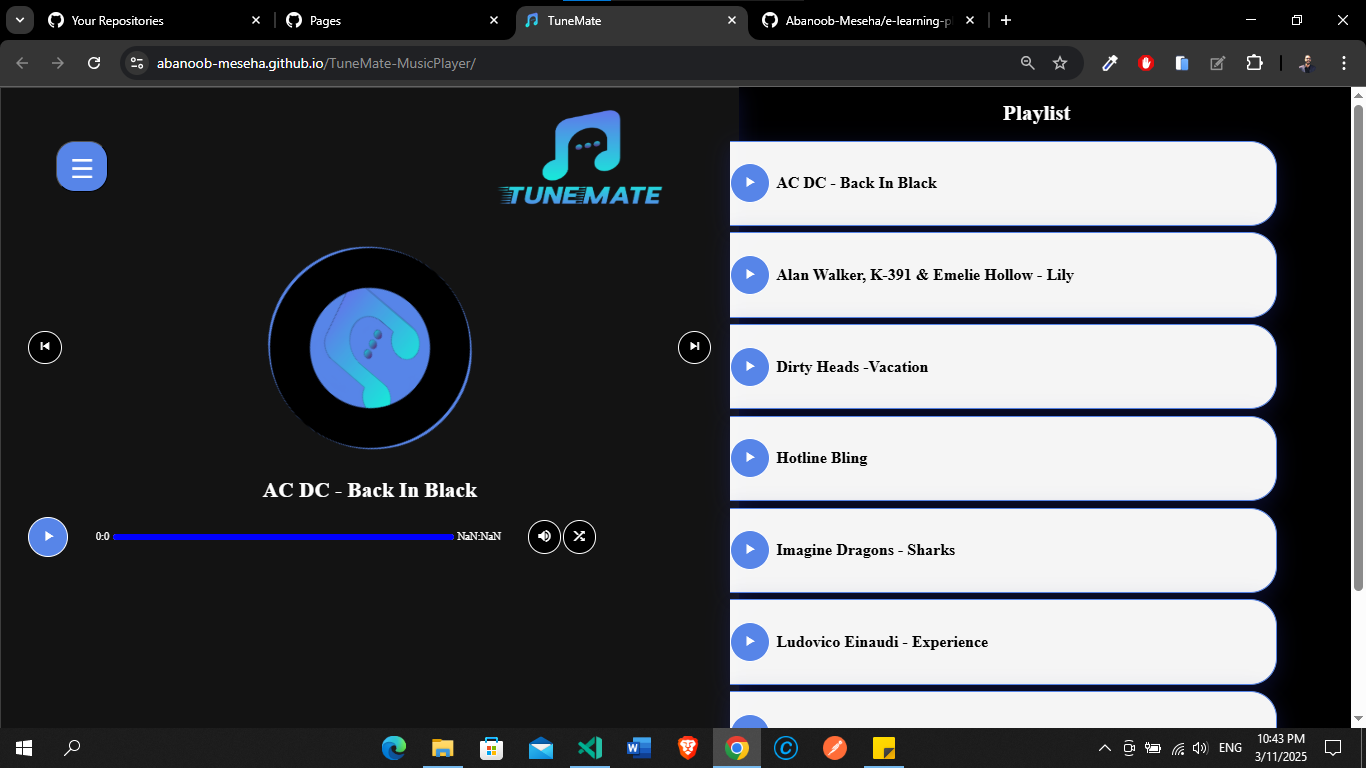 Your Repositories
Pages
TuneMate
Abanoob-Meseha/e-learning-pl
abanoob-meseha.github.io/TuneMate-MusicPlayer/
TUNEMATE
AC DC - Back In Black
0:0
NaN:NaN
Playlist
AC DC - Back In Black
Alan Walker, K-391 & Emelie Hollow - Lily
Dirty Heads -Vacation
Hotline Bling
Imagine Dragons - Sharks
Ludovico Einaudi - Experience
ENG
10:43 PM
3/11/2025